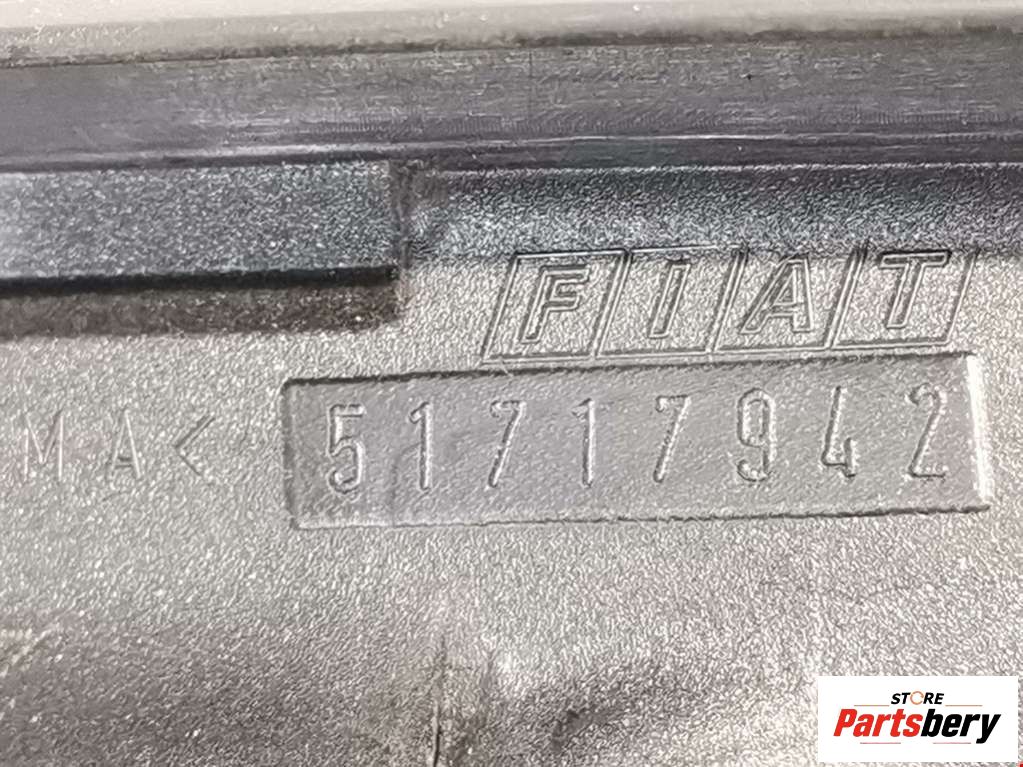 FIAT
MA< 51717942
STORE
Partsbery